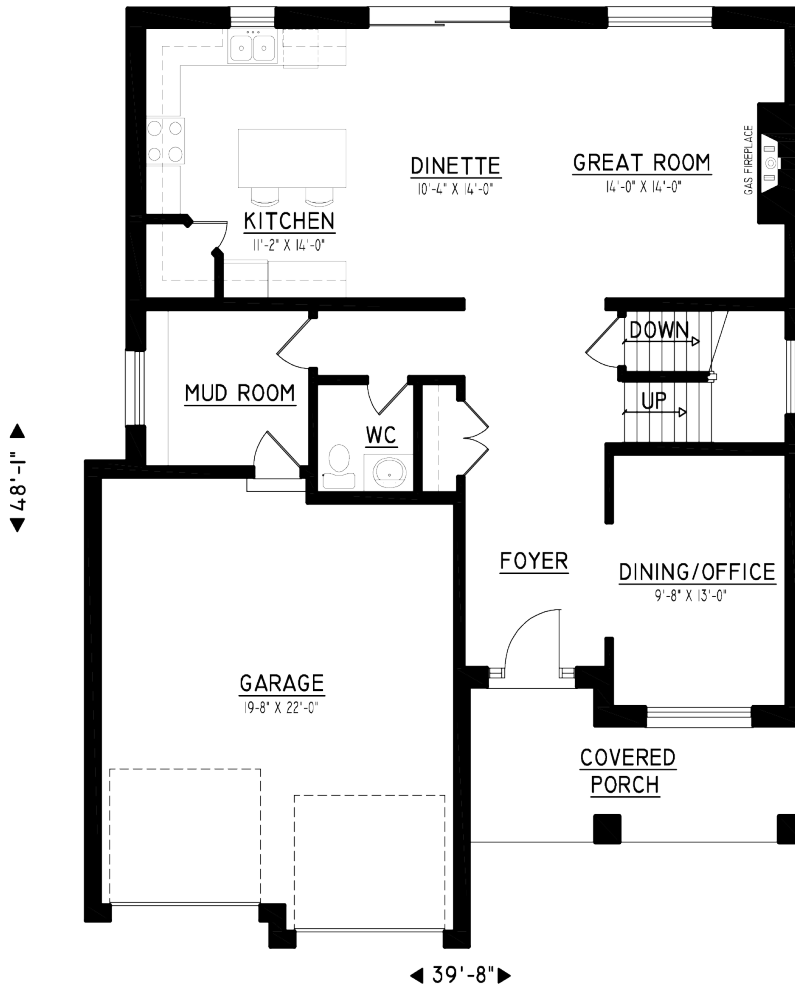 GAS FIREPLACE
DINETTE
10'-4" X 14'-0"
GREAT ROOM
14'-0" X 14'-0"
KITCHEN
11'-2" X 14'-0"
DOWN
MUD ROOM
UP
WC
48'-1"
FOYER
DINING/OFFICE
9'-8" X 13'-0"
GARAGE
19-8" X 22'-0"
COVERED
PORCH
39'-8"